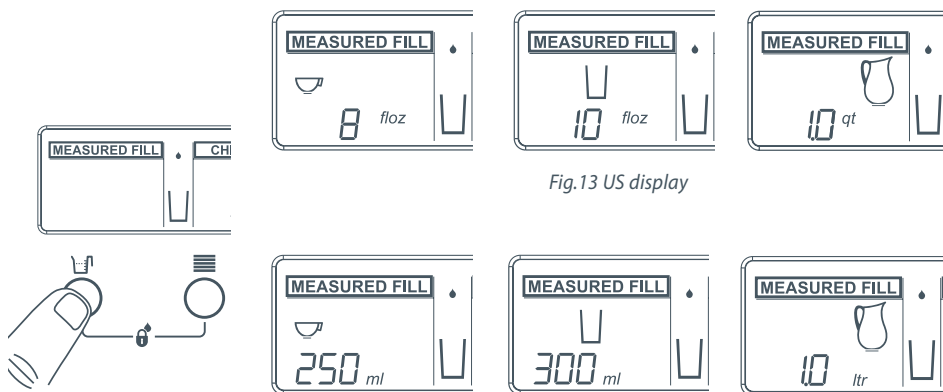 MEASURED FILL
8 floz
MEASURED FILL
10 floz
MEASURED FILL
1.0 qt
MEASURED FILL CH
Fig.13 US display
MEASURED FILL
250 ml
MEASURED FILL
300 ml
MEASURED FILL
1.0 ltr